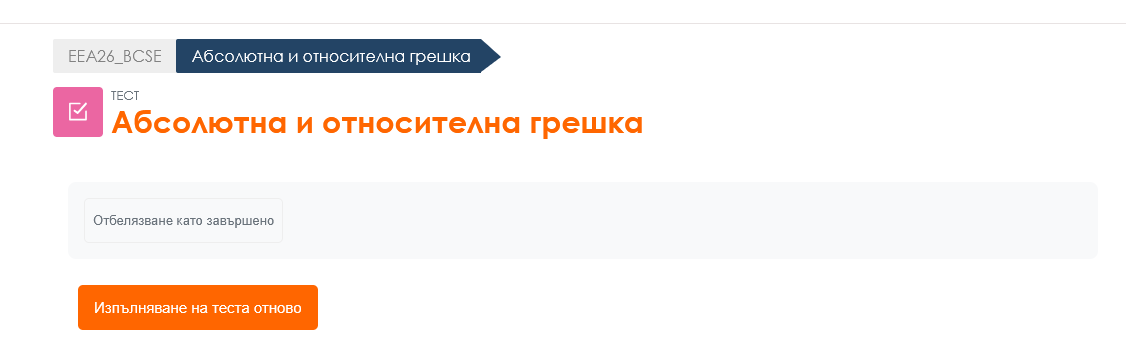 EEA26_BCSE Абсолютна и относителна грешка
ТЕСТ
Абсолютна и относителна грешка
Отбелязване като завършено
Изпълняване на теста отново